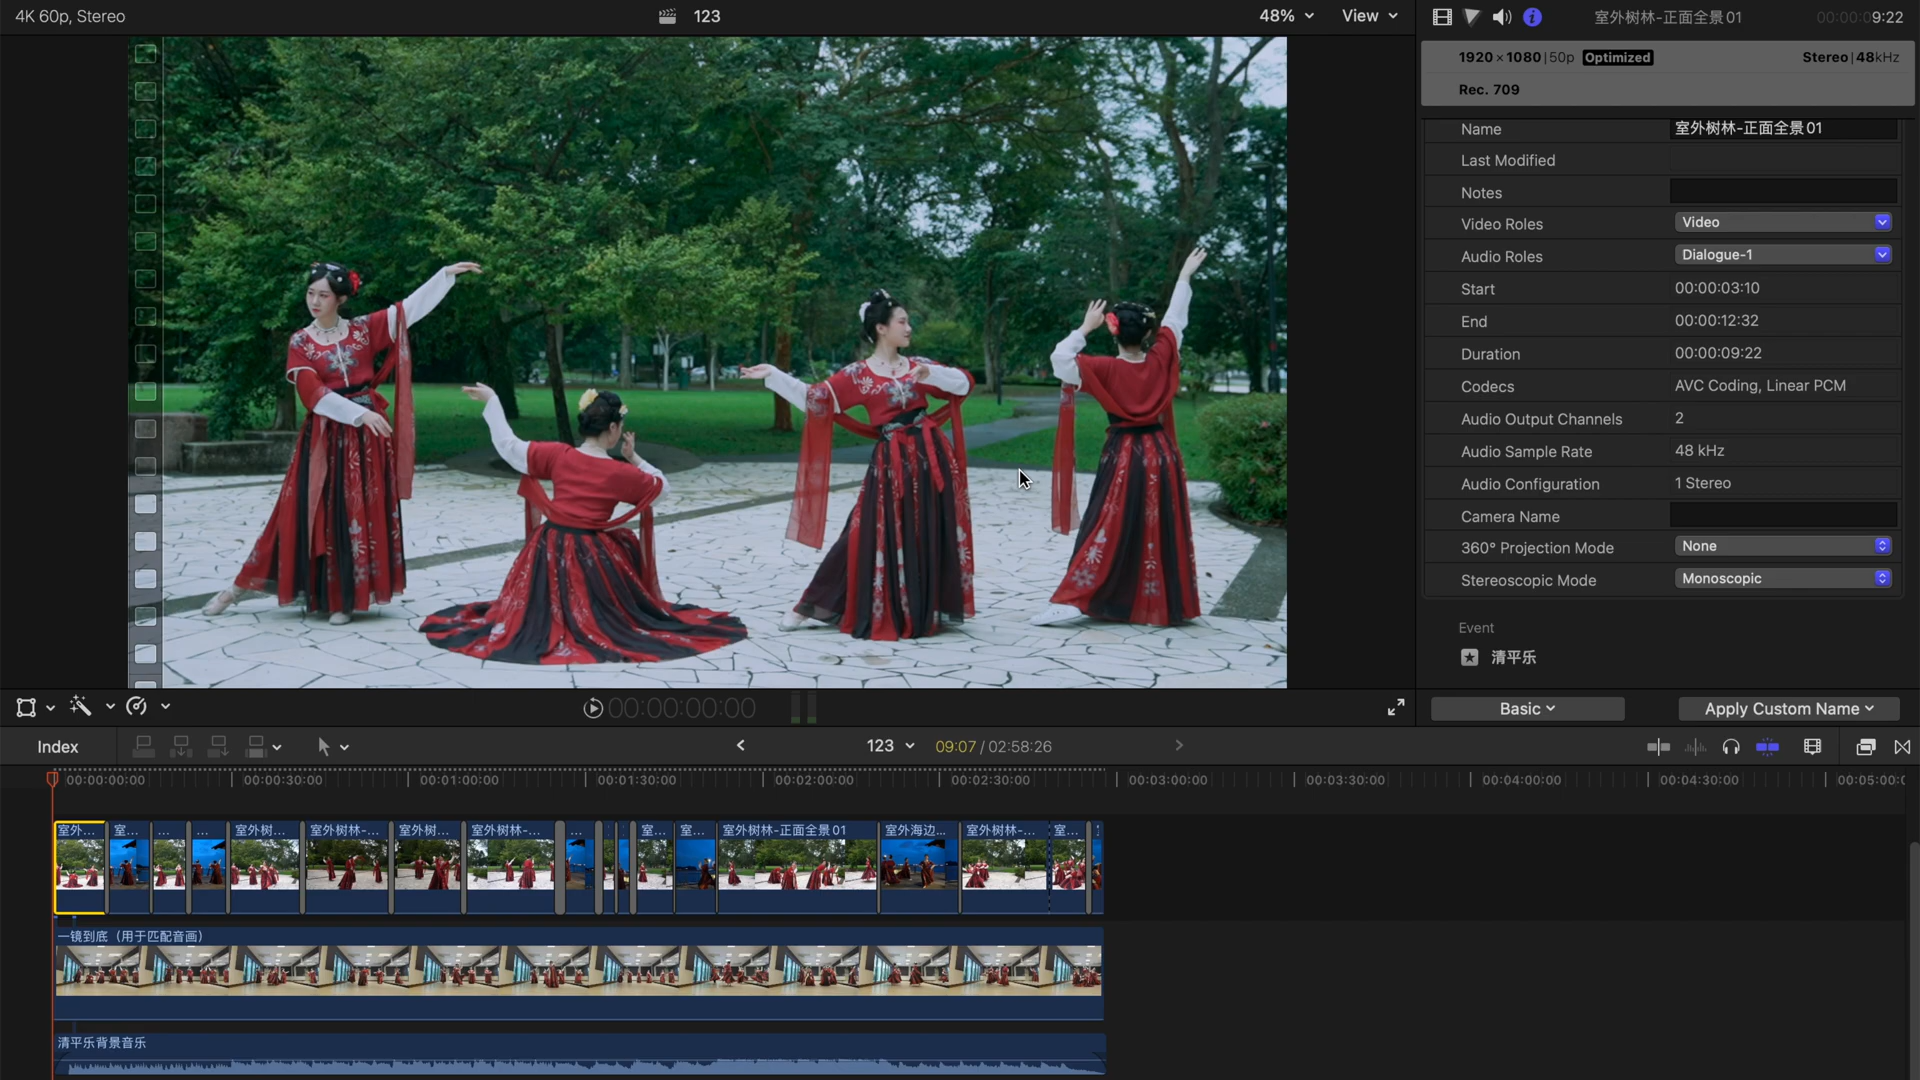 4K 60p, Stereo
123
48%
View
室外树林-正面全景01
00:00:09:22
1920 × 1080 | 50p Optimized
Stereo | 48kHz
Rec. 709
Name
室外树林-正面全景01
Last Modified
Notes
Video Roles
Video
Audio Roles
Dialogue-1
Start
00:00:03:10
End
00:00:12:32
Duration
00:00:09:22
Codecs
AVC Coding, Linear PCM
Audio Output Channels
2
Audio Sample Rate
48 kHz
Audio Configuration
1 Stereo
Camera Name
360° Projection Mode
None
Stereoscopic Mode
Monoscopic
Event
清平乐
00:00:00:00
Basic
Apply Custom Name
Index
123
09:07 / 02:58:26
00:00:00:00
00:00:30:00
00:01:00:00
00:01:30:00
00:02:00:00
00:02:30:00
00:03:00:00
00:03:30:00
00:04:00:00
00:04:30:00
00:05:00:0
室外...
室...
...
...
室外树...
室外树林-...
室外树...
室外树林-...
...
室...
室...
室外树林-正面全景01
室外海边...
室外树林-...
室...
一镜到底（用于匹配音画）
清平乐背景音乐